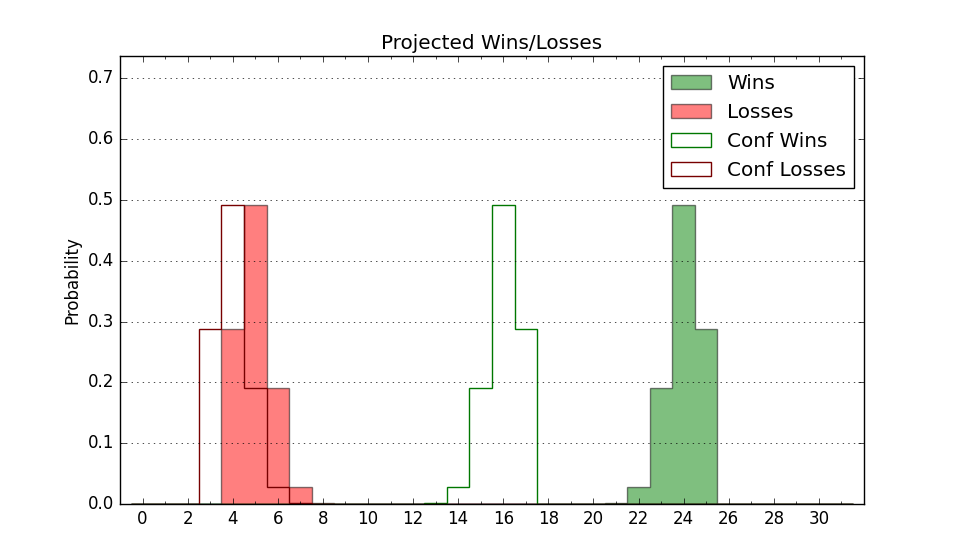 Projected Wins/Losses
Probability
0.7
0.6
0.5
0.4
0.3
0.2
0.1
0.0
0 2 4 6 8 10 12 14 16 18 20 22 24 26 28 30
Wins
Losses
Conf Wins
Conf Losses